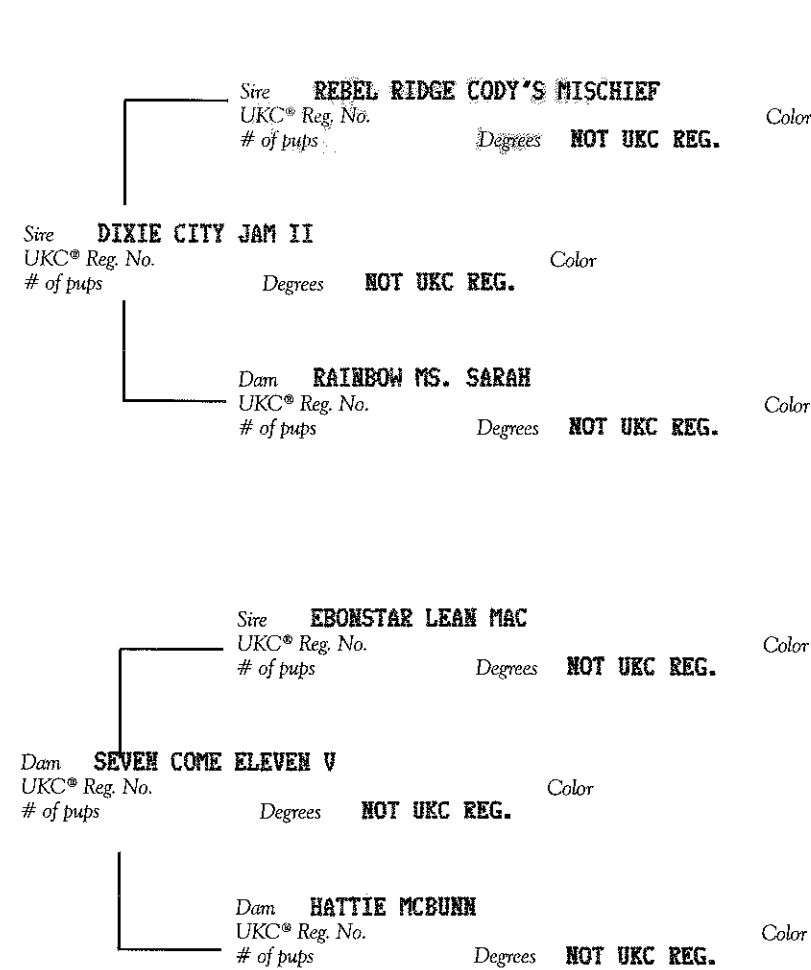 Sire REBEL RIDGE CODY'S MISCHIEF
UKC® Reg. No. Color
# of pups Degrees NOT UKC REG.
Sire DIXIE CITY JAM II
UKC® Reg. No. Color
# of pups Degrees NOT UKC REG.
Dam RAINBOW MS. SARAH
UKC® Reg. No. Color
# of pups Degrees NOT UKC REG.
Sire EBONSTAR LEAN MAC
UKC® Reg. No. Color
# of pups Degrees NOT UKC REG.
Dam SEVEN COME ELEVEN V
UKC® Reg. No. Color
# of pups Degrees NOT UKC REG.
Dam HATTIE MCBUNN
UKC® Reg. No. Color
# of pups Degrees NOT UKC REG.